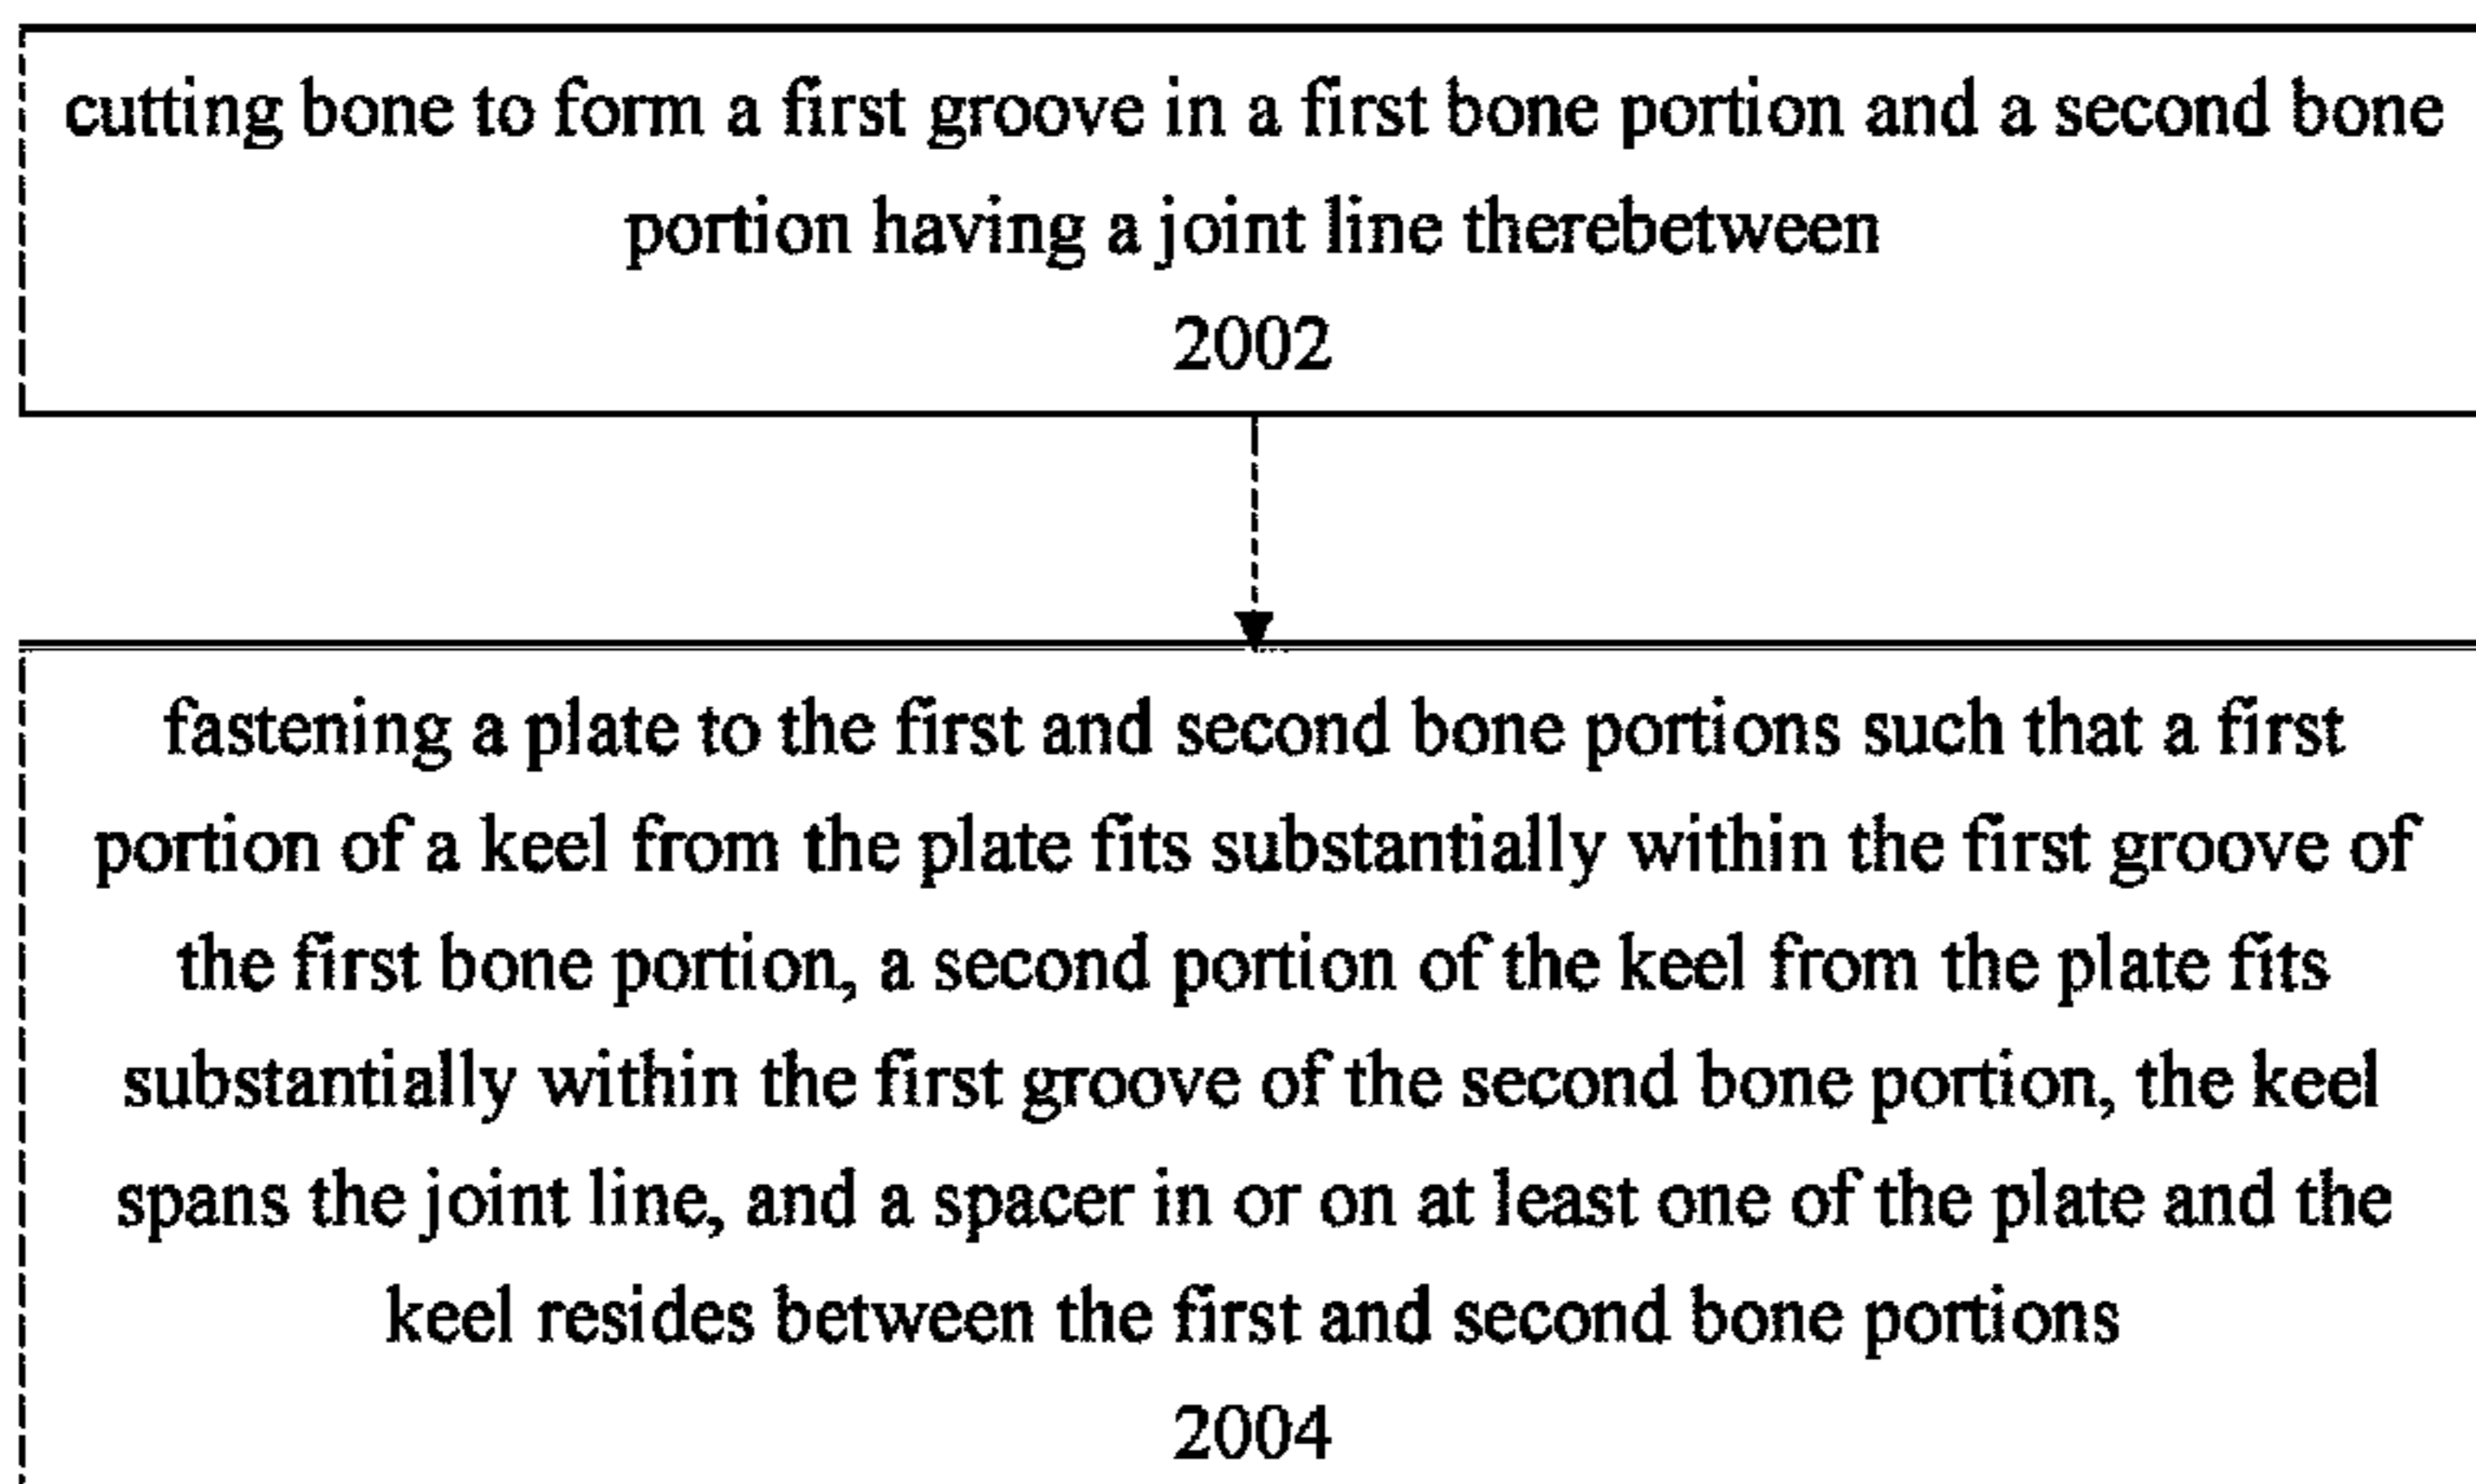 cutting bone to form a first groove in a first bone portion and a second bone
portion having a joint line therebetween
2002
fastening a plate to the first and second bone portions such that a first
portion of a keel from the plate fits substantially within the first groove of
the first bone portion, a second portion of the keel from the plate fits
substantially within the first groove of the second bone portion, the keel
spans the joint line, and a spacer in or on at least one of the plate and the
keel resides between the first and second bone portions
2004